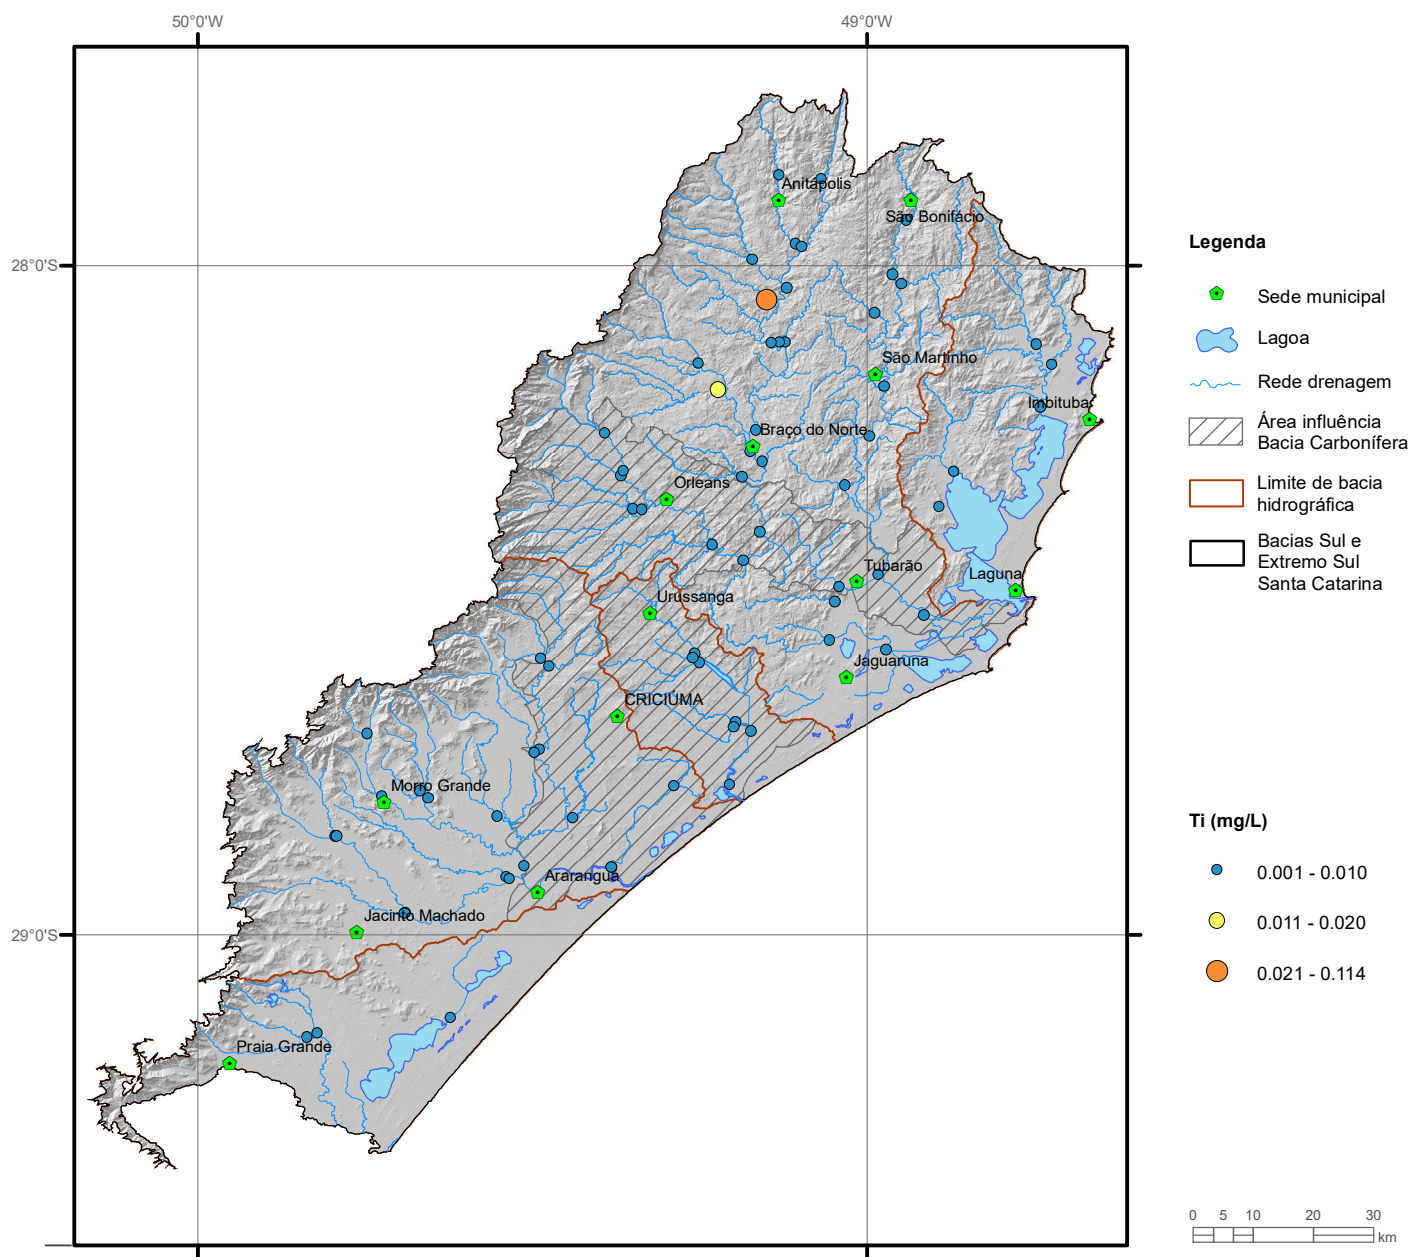 50°0'W
49°0'W
28°0'S
29°0'S
Anitápolis
São Bonifácio
São Martinho
Imbituba
Braço do Norte
Orleans
Tubarão
Laguna
Urussanga
Jaguaruna
CRICIÚMA
Morro Grande
Araranguá
Jacinto Machado
Praia Grande
Legenda
Sede municipal
Lagoa
Rede drenagem
Área influência
Bacia Carbonífera
Limite de bacia
hidrográfica
Bacias Sul e
Extremo Sul
Santa Catarina
Ti (mg/L)
0.001 - 0.010
0.011 - 0.020
0.021 - 0.114
0 5 10 20 30
km